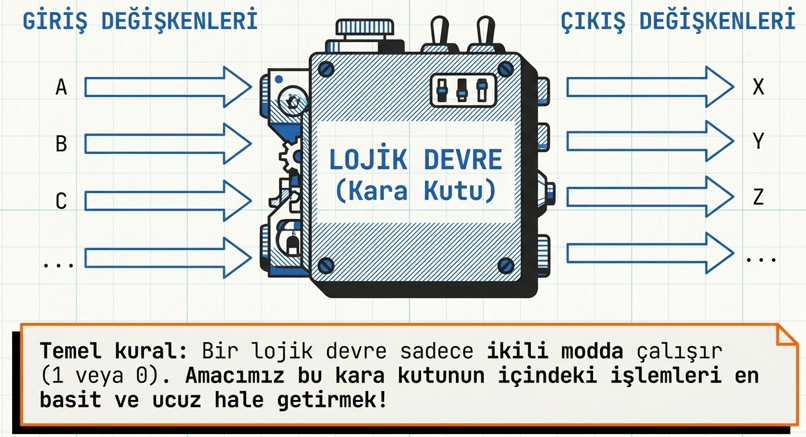 GİRİŞ DEĞİŞKENLERİ
ÇIKIŞ DEĞİŞKENLERİ
A
X
B
Y
C
Z
...
...
LOJİK DEVRE
(Kara Kutu)
Temel kural: Bir lojik devre sadece ikili modda çalışır
(1 veya 0). Amacımız bu kara kutunun içindeki işlemleri en
basit ve ucuz hale getirmek!